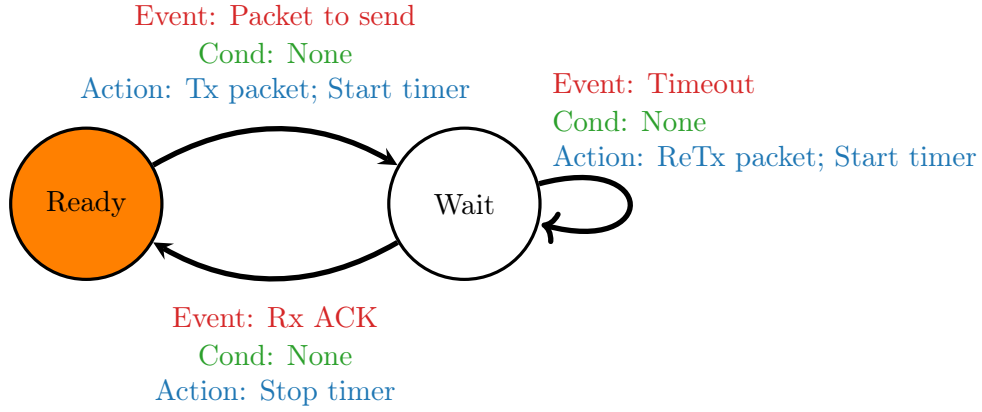 Event: Packet to send
Cond: None
Action: Tx packet; Start timer
Event: Timeout
Cond: None
Action: ReTx packet; Start timer
Ready
Wait
Event: Rx ACK
Cond: None
Action: Stop timer